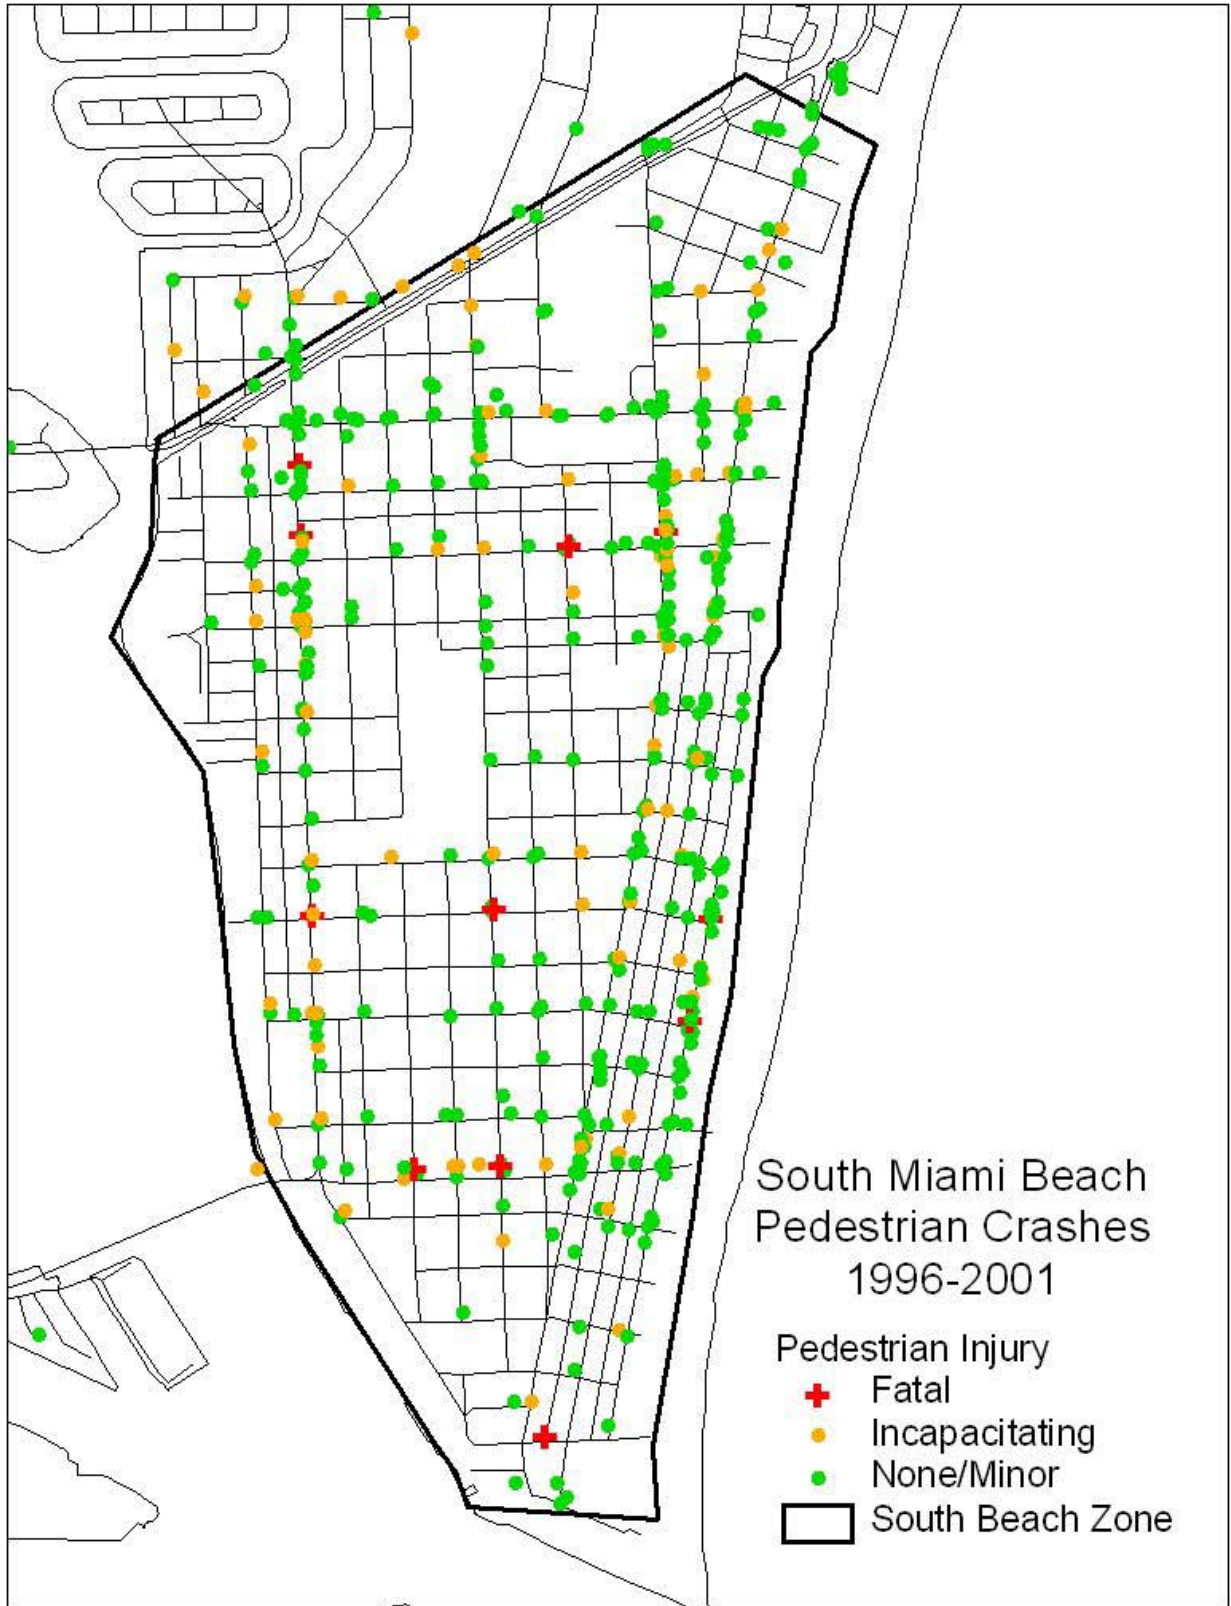 South Miami Beach
Pedestrian Crashes
1996-2001
Pedestrian Injury
Fatal
Incapacitating
None/Minor
South Beach Zone